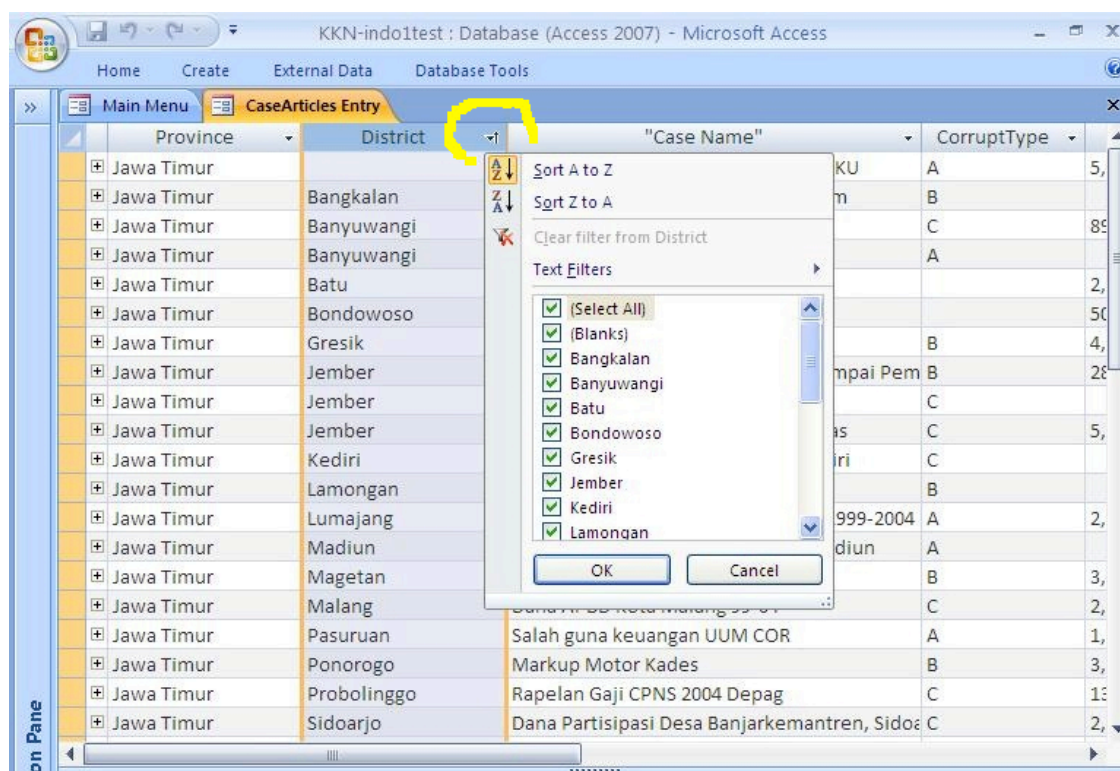 KKN-indo1test : Database (Access 2007) - Microsoft Access
Home Create External Data Database Tools
Main Menu CaseArticles Entry
Province District "Case Name" CorruptType
Jawa Timur KU A 5,
Jawa Timur Bangkalan B
Jawa Timur Banyuwangi C 89
Jawa Timur Banyuwangi A
Jawa Timur Batu 2,
Jawa Timur Bondowoso 50
Jawa Timur Gresik B 4,
Jawa Timur Jember mpai Pem B 28
Jawa Timur Jember C
Jawa Timur Jember as C 5,
Jawa Timur Kediri iri C
Jawa Timur Lamongan B
Jawa Timur Lumajang 999-2004 A 2,
Jawa Timur Madiun diun A
Jawa Timur Magetan B 3,
Jawa Timur Malang C 2,
Jawa Timur Pasuruan Salah guna keuangan UUM COR A 1,
Jawa Timur Ponorogo Markup Motor Kades B 3,
Jawa Timur Probolinggo Rapelan Gaji CPNS 2004 Depag C 13
Jawa Timur Sidoarjo Dana Partisipasi Desa Banjarkemantren, Sidoa C 2,
Sort A to Z
Sort Z to A
Clear filter from District
Text Filters
(Select All)
(Blanks)
Bangkalan
Banyuwangi
Batu
Bondowoso
Gresik
Jember
Kediri
Lamongan
OK Cancel
on Pane